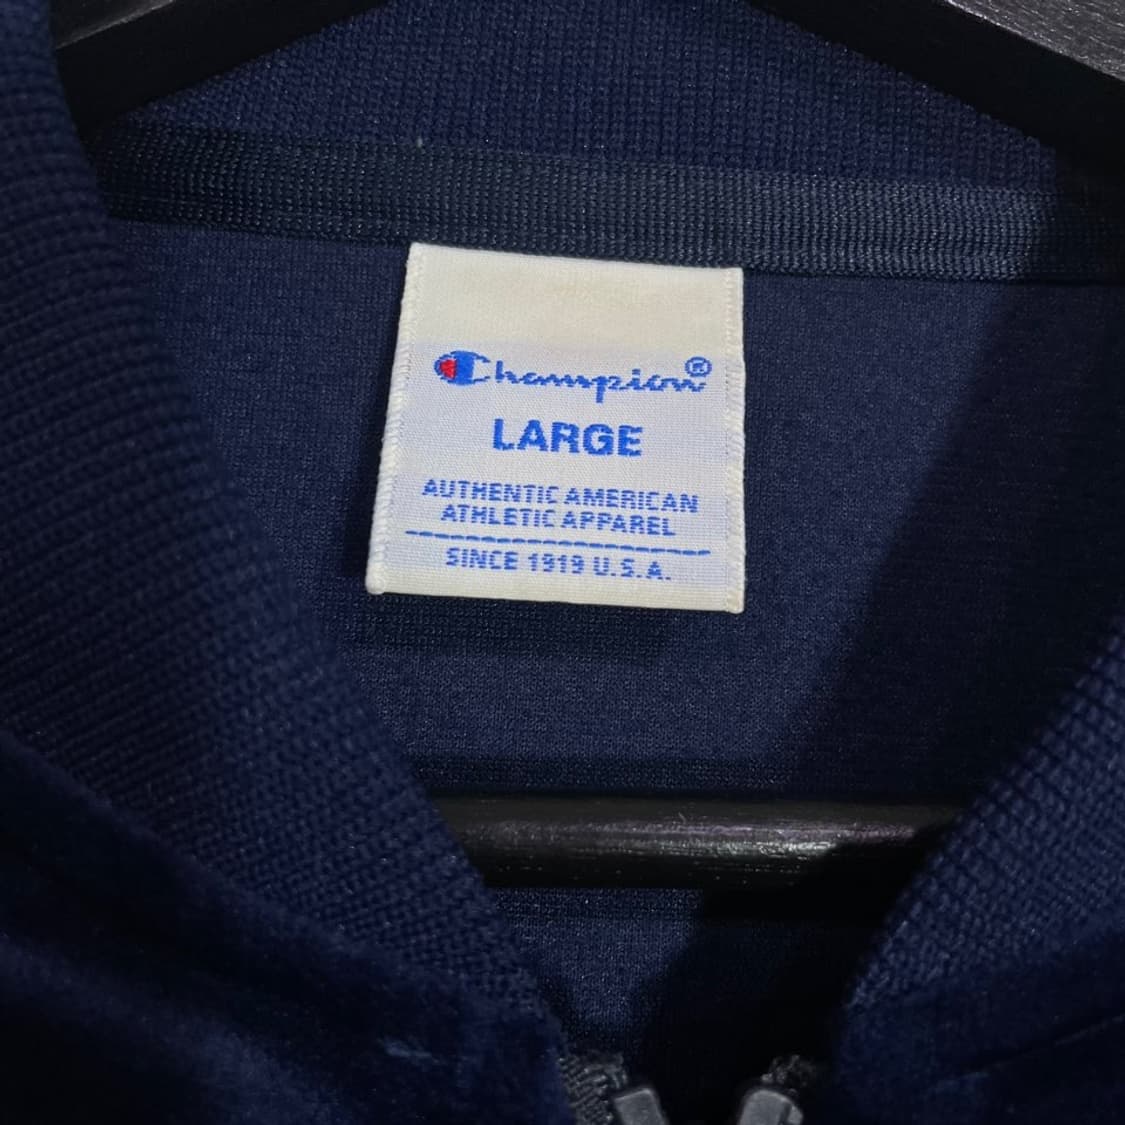 Champion®
LARGE
AUTHENTIC AMERICAN
ATHLETIC APPAREL
SINCE 1919 U.S.A.